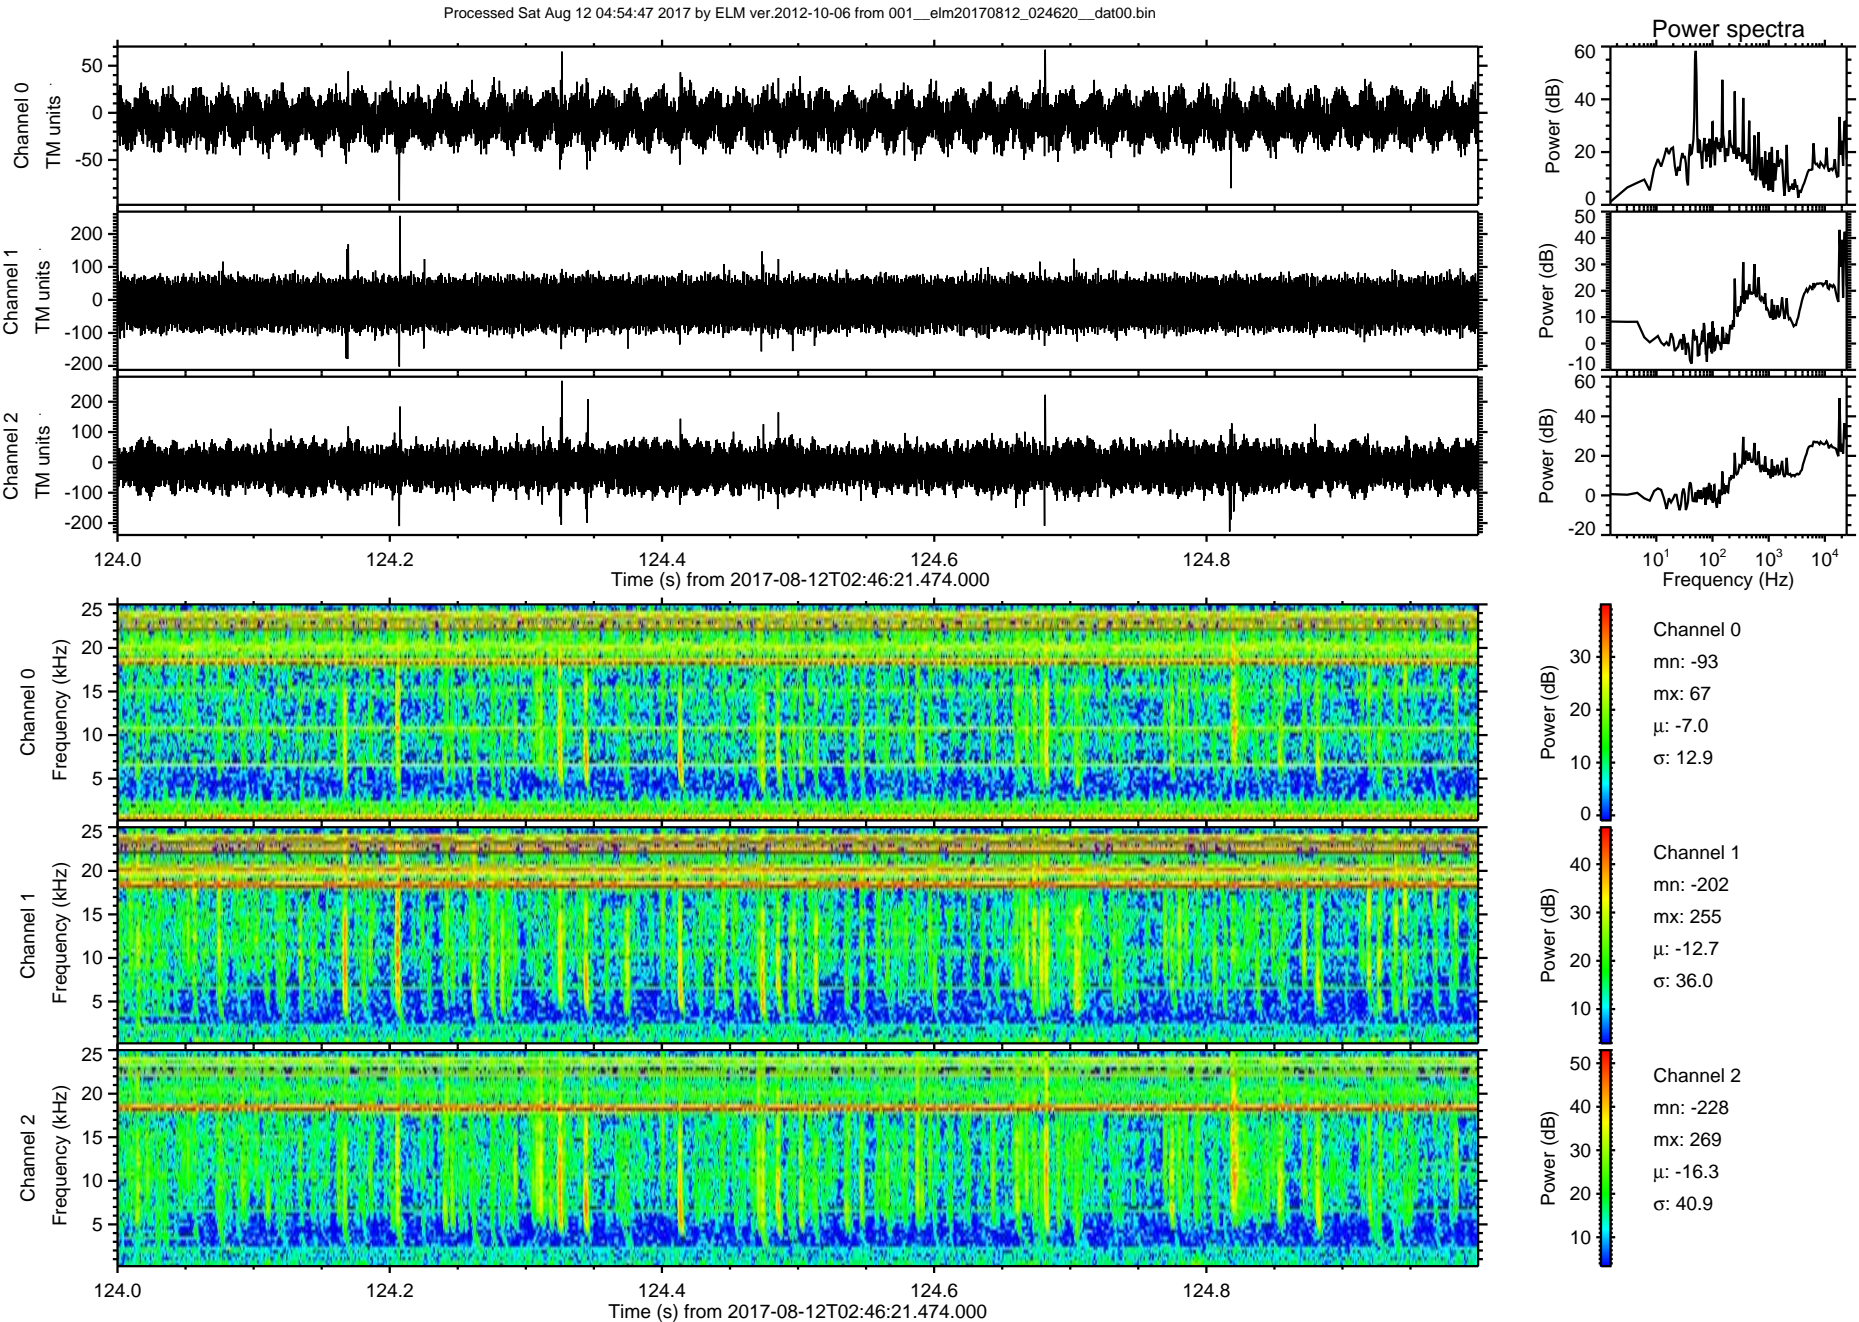 Processed Sat Aug 12 04:54:47 2017 by ELM ver.2012-10-06 from 001__elm20170812_024620__dat00.bin
Power spectra
Channel 0
TM units
50
0
-50
Power (dB)
60
40
20
0
Channel 1
TM units
200
100
0
-100
-200
Power (dB)
50
40
30
20
10
0
-10
Channel 2
TM units
200
100
0
-100
-200
Power (dB)
60
40
20
0
-20
124.0 124.2 124.4 124.6 124.8
Time (s) from 2017-08-12T02:46:21.474.000
10¹ 10² 10³ 10⁴
Frequency (Hz)
Channel 0
Frequency (kHz)
25
20
15
10
5
Power (dB)
30
20
10
0
Channel 0
mn: -93
mx: 67
μ: -7.0
σ: 12.9
Channel 1
Frequency (kHz)
25
20
15
10
5
Power (dB)
40
30
20
10
Channel 1
mn: -202
mx: 255
μ: -12.7
σ: 36.0
Channel 2
Frequency (kHz)
25
20
15
10
5
Power (dB)
50
40
30
20
10
Channel 2
mn: -228
mx: 269
μ: -16.3
σ: 40.9
124.0 124.2 124.4 124.6 124.8
Time (s) from 2017-08-12T02:46:21.474.000